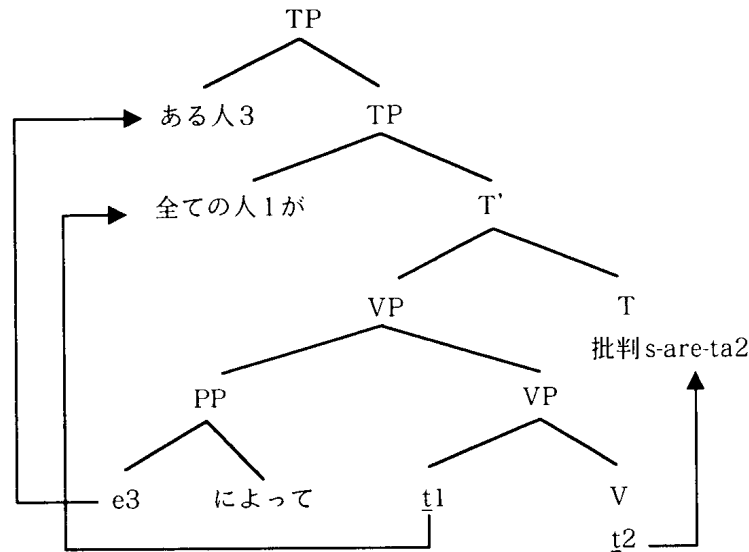 TP
ある人3 TP
全ての人1が T'
VP T
批判s-are-ta2
PP VP
e3 によって t1 V
t2